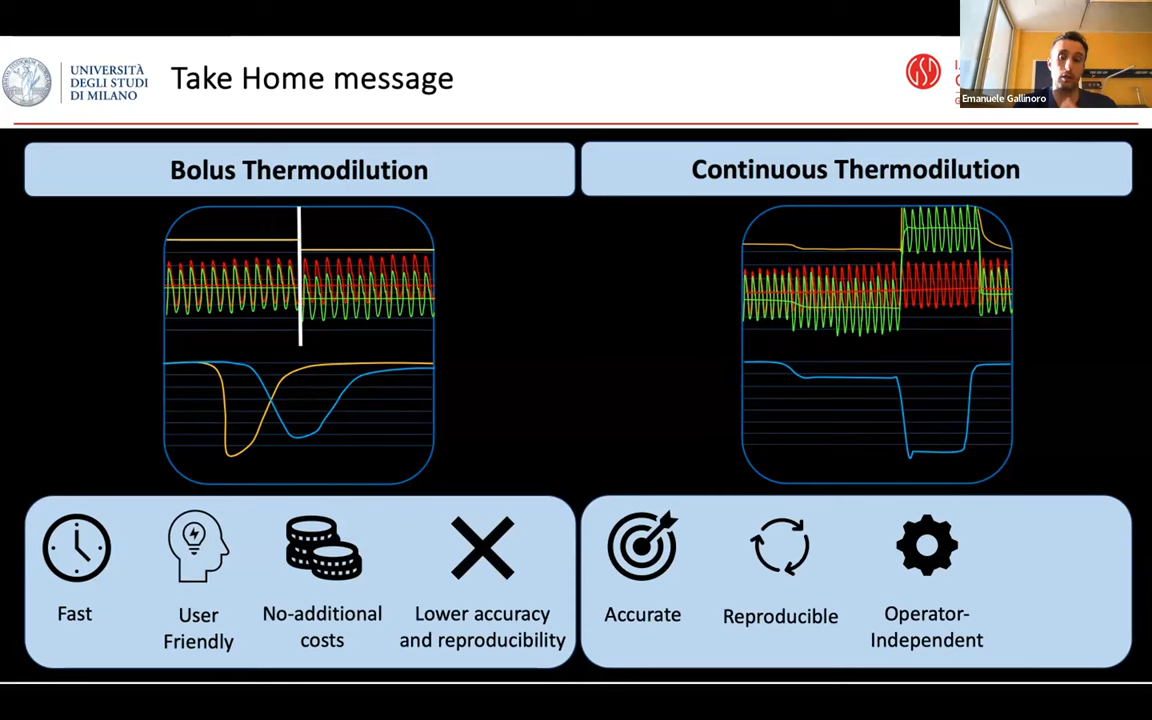 UNIVERSITÀ
DEGLI STUDI
DI MILANO
Take Home message
Emanuele Gallinoro
Bolus Thermodilution
Continuous Thermodilution
Fast
User
Friendly
No-additional
costs
Lower accuracy
and reproducibility
Accurate
Reproducible
Operator-
Independent